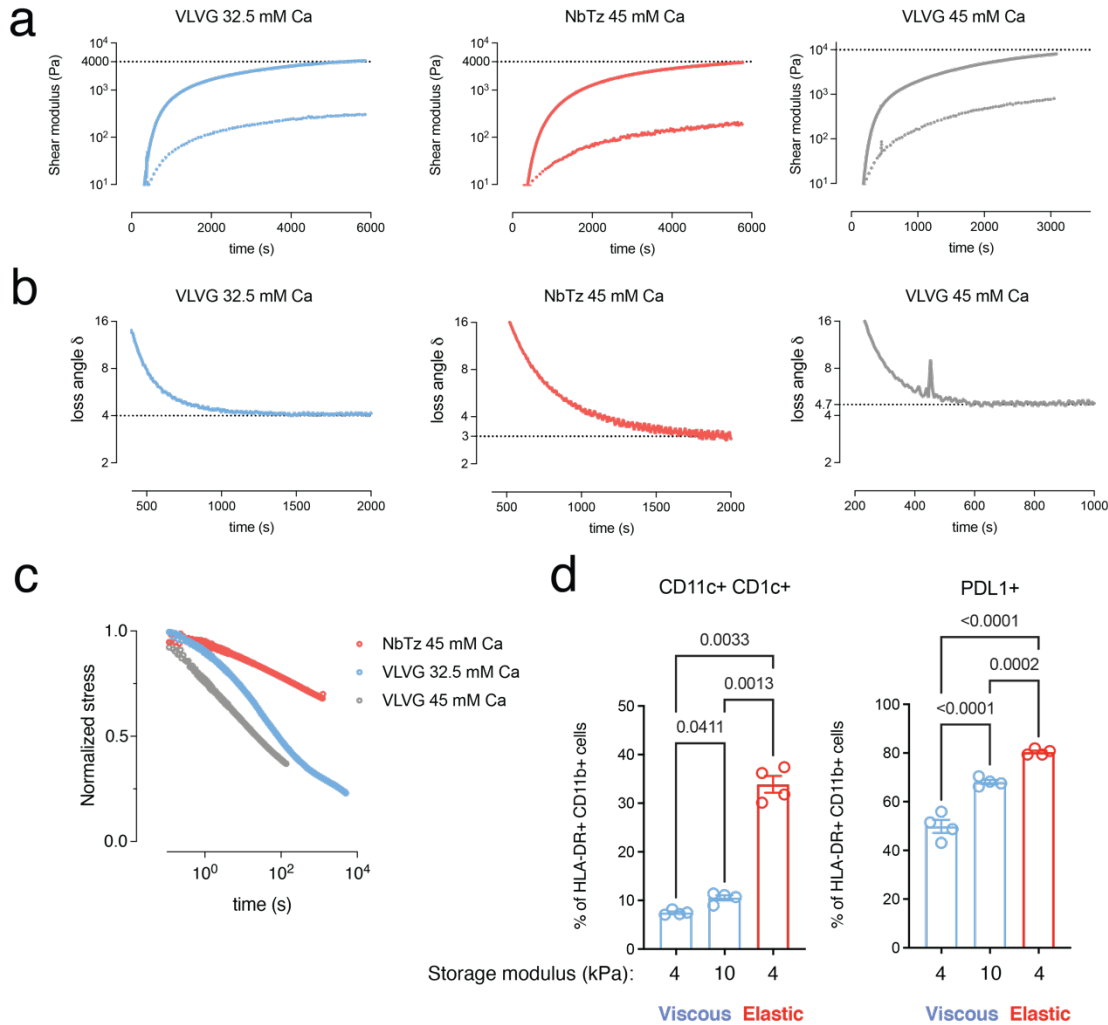 a
VLVG 32.5 mM Ca
NbTz 45 mM Ca
VLVG 45 mM Ca
Shear modulus (Pa)
10⁴
4000
10³
10²
10¹
0 2000 4000 6000
time (s)
Shear modulus (Pa)
10⁴
4000
10³
10²
10¹
0 2000 4000 6000
time (s)
Shear modulus (Pa)
10⁴
10³
10²
10¹
0 1000 2000 3000
time (s)
b
VLVG 32.5 mM Ca
NbTz 45 mM Ca
VLVG 45 mM Ca
loss angle δ
16
8
4
2
500 1000 1500 2000
time (s)
loss angle δ
16
8
4
3
2
500 1000 1500 2000
time (s)
loss angle δ
16
8
4.7
4
2
200 400 600 800 1000
time (s)
c
Normalized stress
1.0
0.5
0.0
10⁰ 10² 10⁴
time (s)
NbTz 45 mM Ca
VLVG 32.5 mM Ca
VLVG 45 mM Ca
d
CD11c+ CD1c+
0.0033
0.0013
0.0411
% of HLA-DR+ CD11b+ cells
50
40
30
20
10
0
PDL1+
<0.0001
0.0002
<0.0001
% of HLA-DR+ CD11b+ cells
100
80
60
40
20
0
Storage modulus (kPa): 4 10 4 4 10 4
Viscous Elastic Viscous Elastic